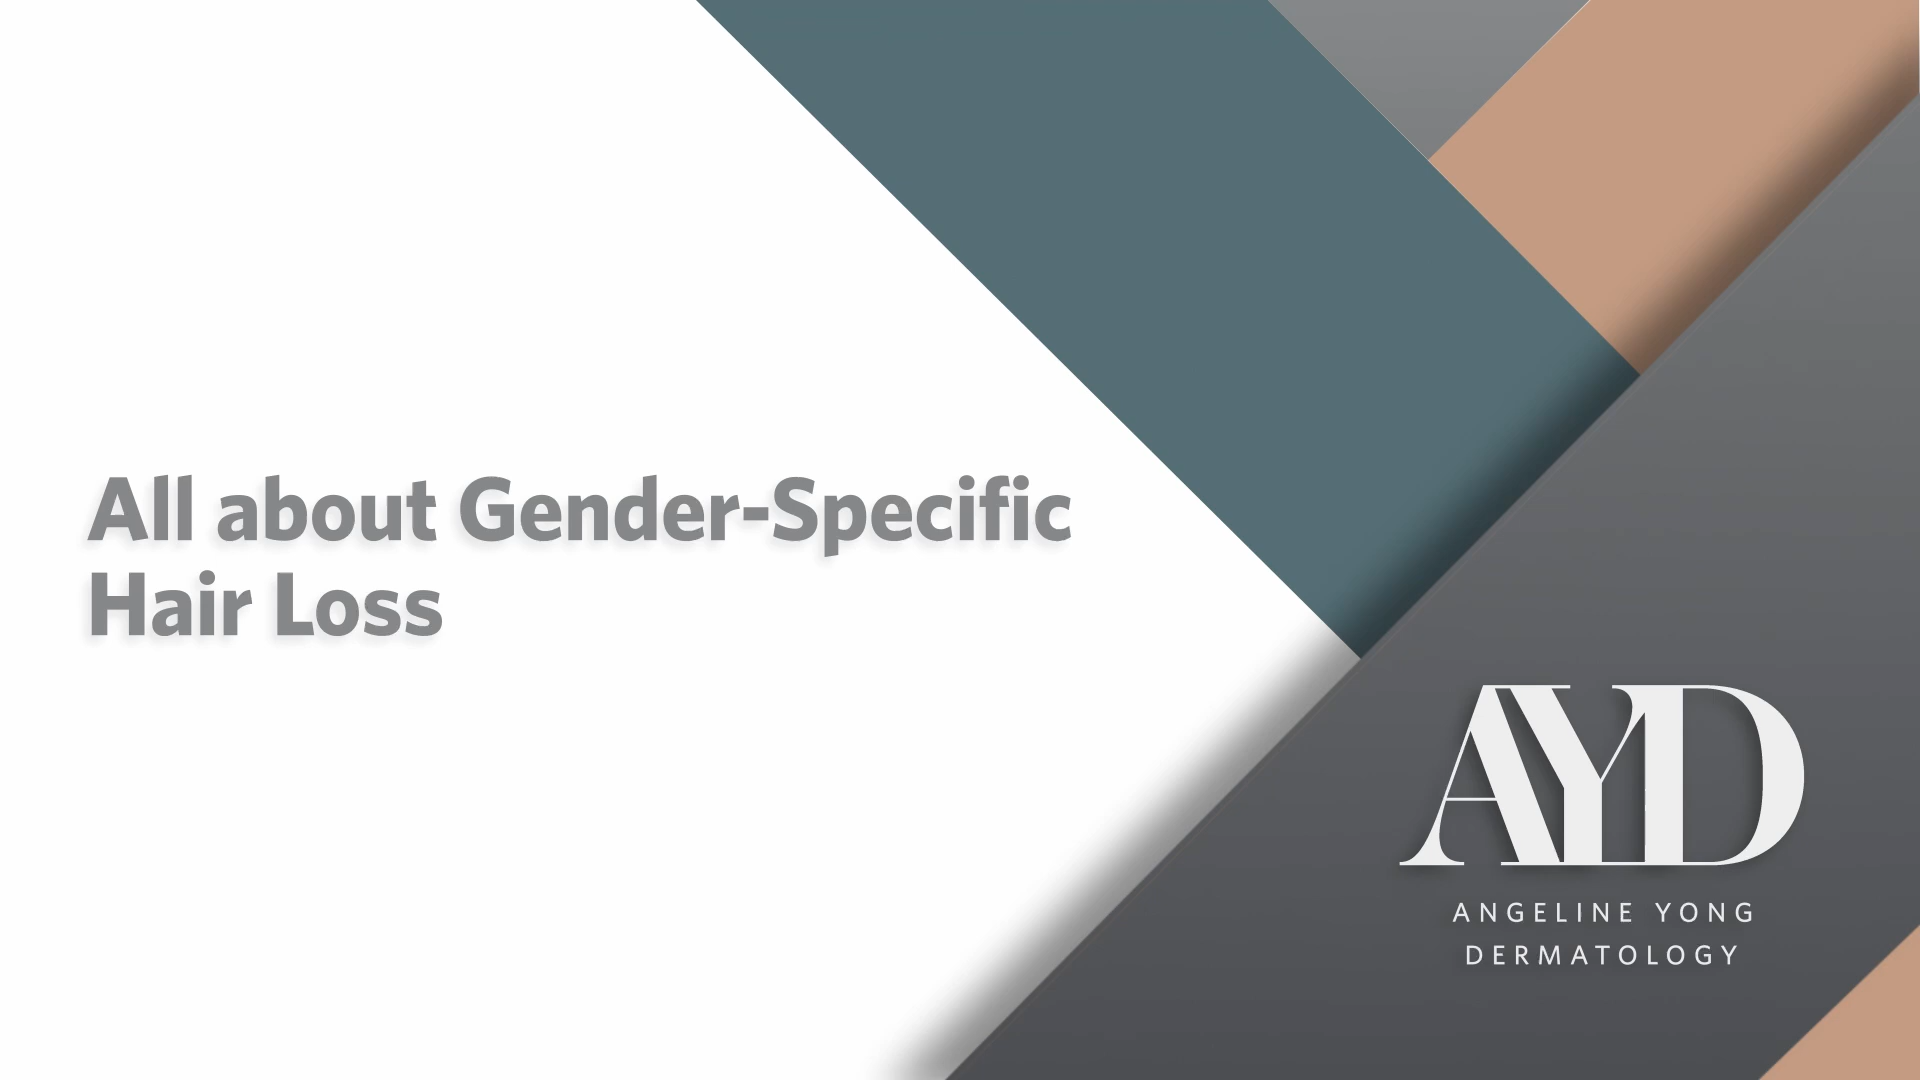 All about Gender-Specific
Hair Loss
AYD
ANGELINE YONG
DERMATOLOGY